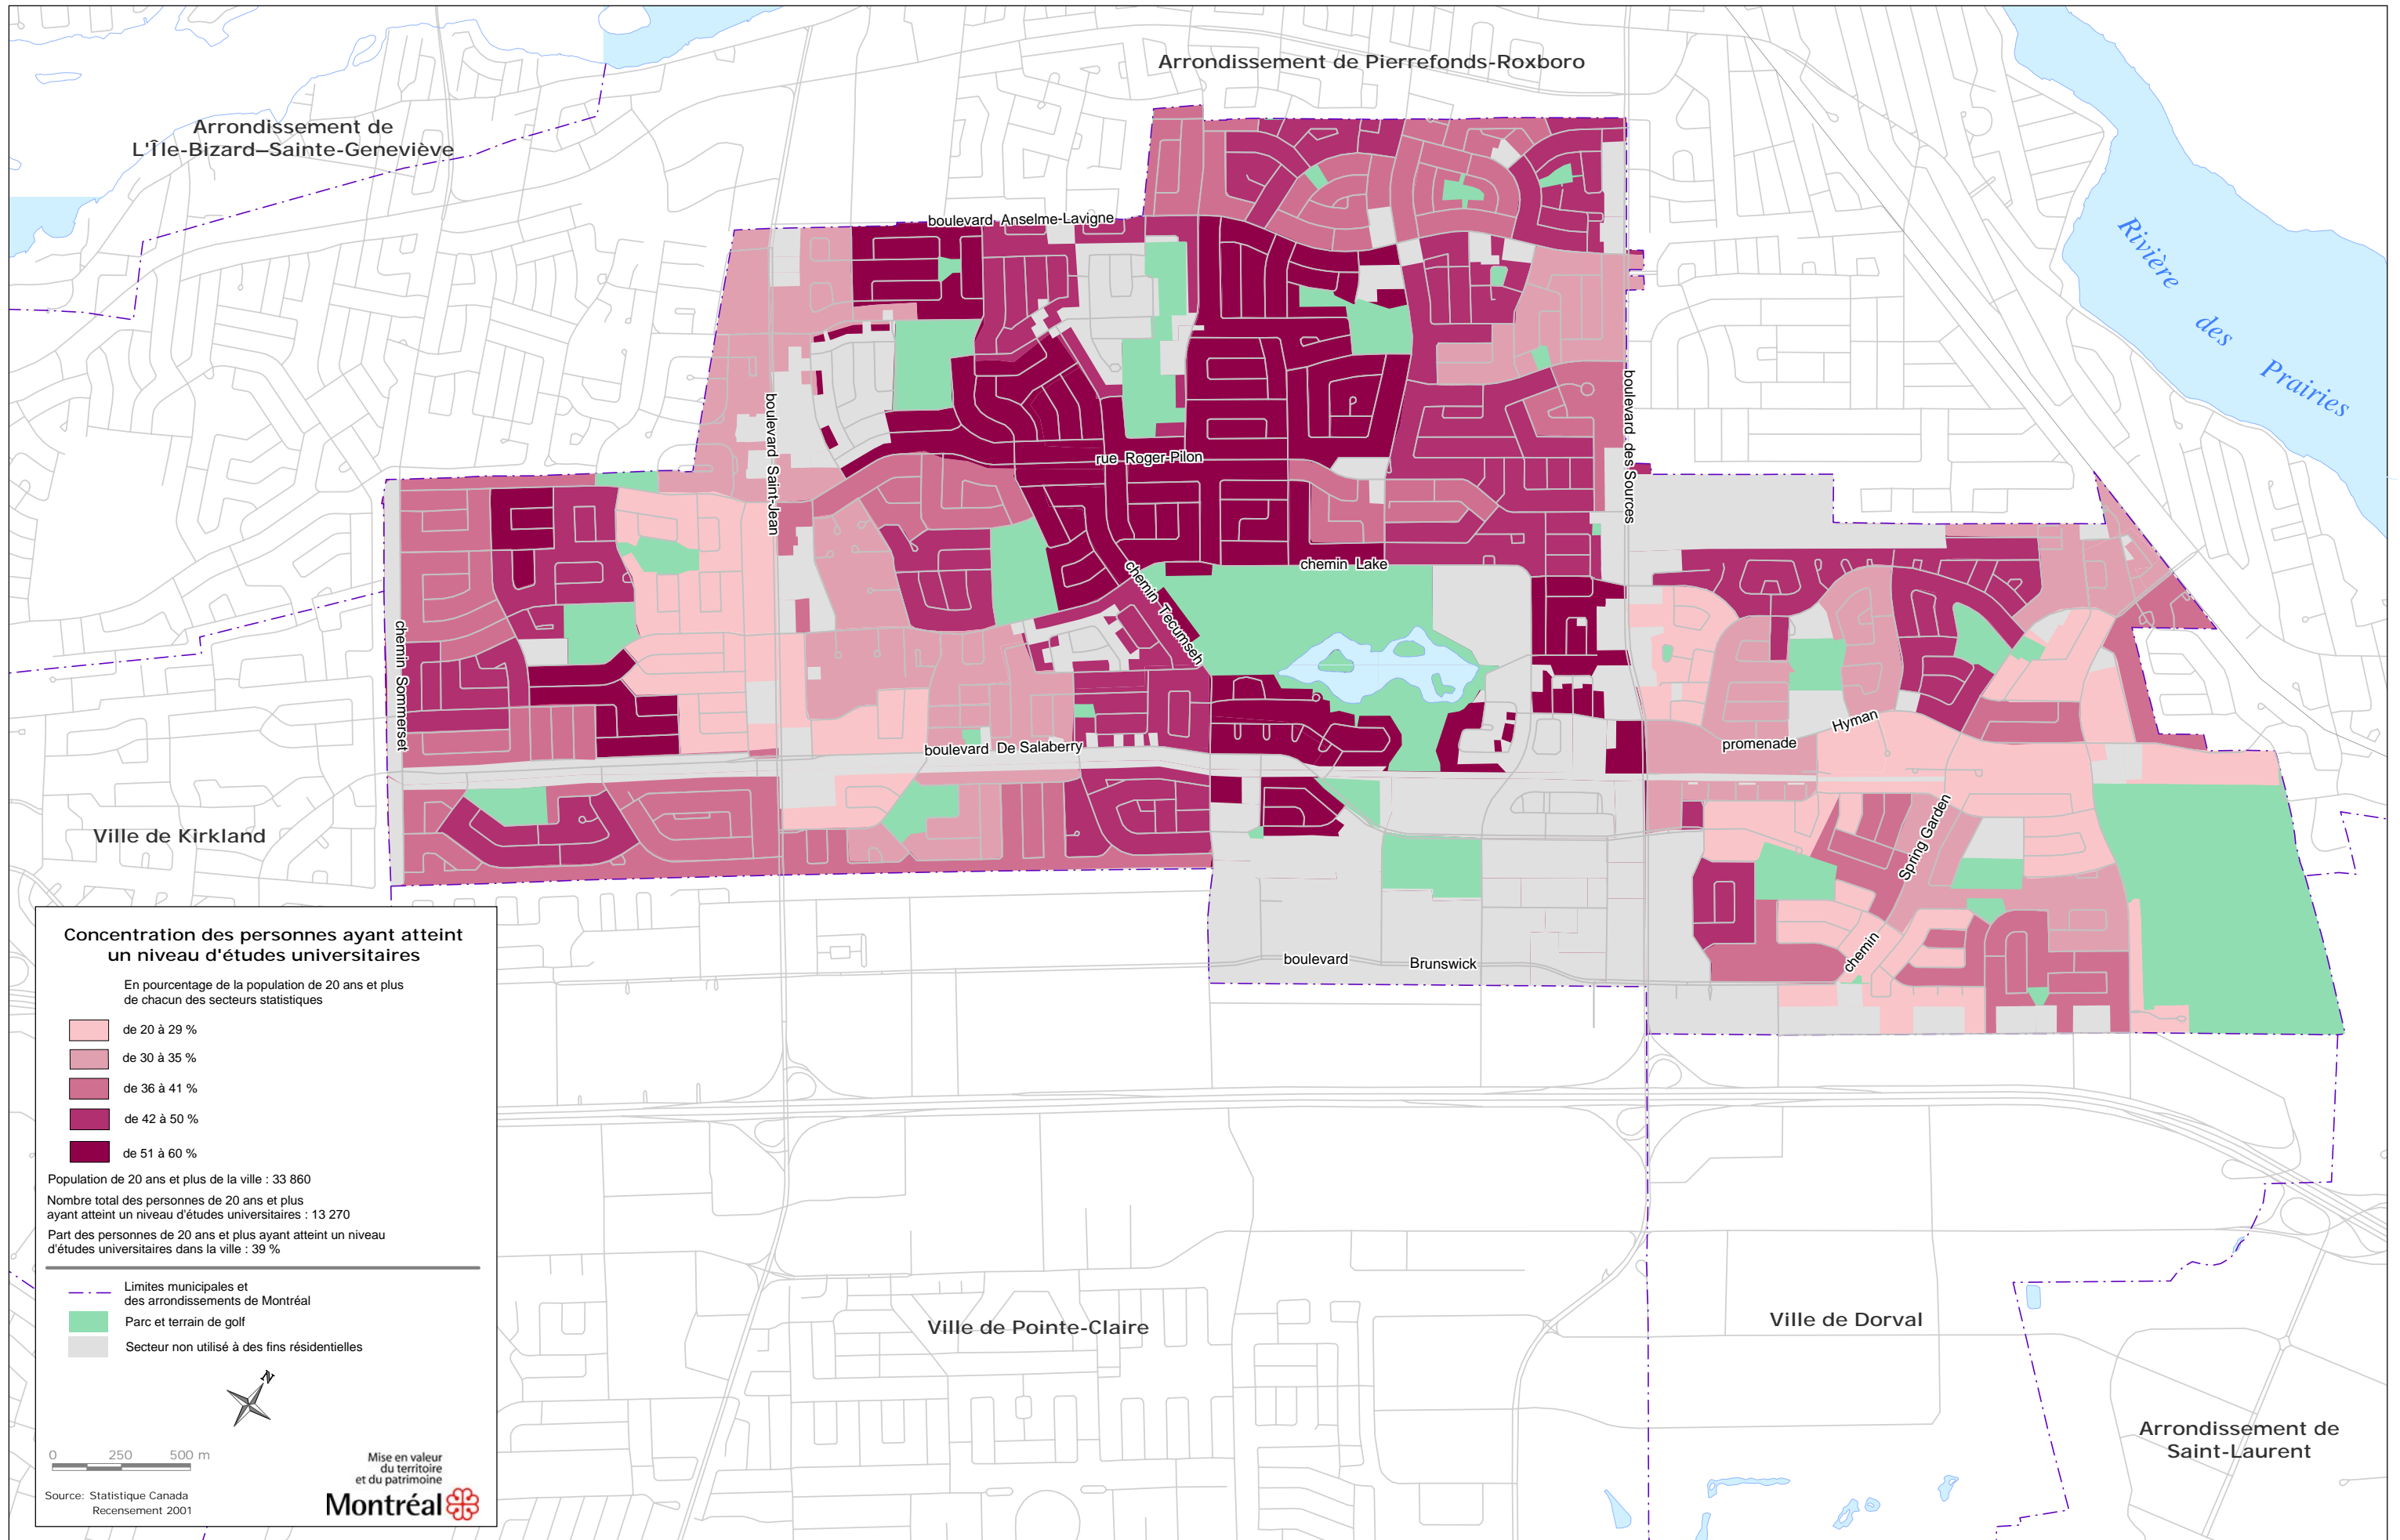 Arrondissement de Pierrefonds-Roxboro
Arrondissement de
L'Île-Bizard–Sainte-Geneviève
boulevard Anselme-Lavigne
Rivière
des
Prairies
boulevard Saint-Jean
boulevard des Sources
rue Roger-Pilon
chemin Lake
chemin Tecumseh
chemin Sommerset
boulevard De Salaberry
promenade
Hyman
Spring Garden
chemin
boulevard
Brunswick
Ville de Kirkland
Ville de Pointe-Claire
Ville de Dorval
Arrondissement de
Saint-Laurent
Concentration des personnes ayant atteint
un niveau d'études universitaires
En pourcentage de la population de 20 ans et plus
de chacun des secteurs statistiques
de 20 à 29 %
de 30 à 35 %
de 36 à 41 %
de 42 à 50 %
de 51 à 60 %
Population de 20 ans et plus de la ville : 33 860
Nombre total des personnes de 20 ans et plus
ayant atteint un niveau d'études universitaires : 13 270
Part des personnes de 20 ans et plus ayant atteint un niveau
d'études universitaires dans la ville : 39 %
Limites municipales et
des arrondissements de Montréal
Parc et terrain de golf
Secteur non utilisé à des fins résidentielles
N
0 250 500 m
Mise en valeur
du territoire
et du patrimoine
Montréal
Source: Statistique Canada
Recensement 2001